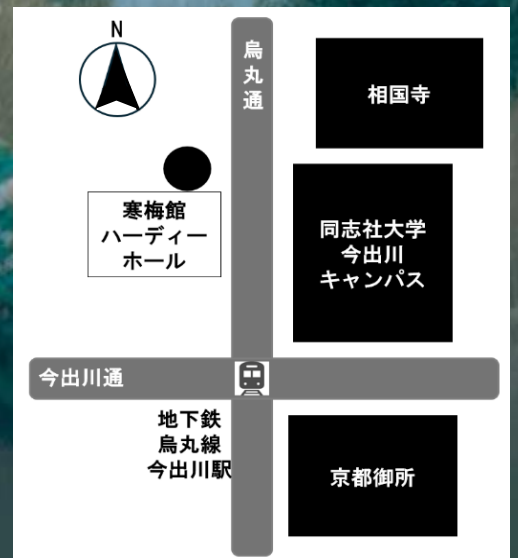 N
烏丸通
相国寺
寒梅館
ハーディー
ホール
同志社大学
今出川
キャンパス
今出川通
地下鉄
烏丸線
今出川駅
京都御所